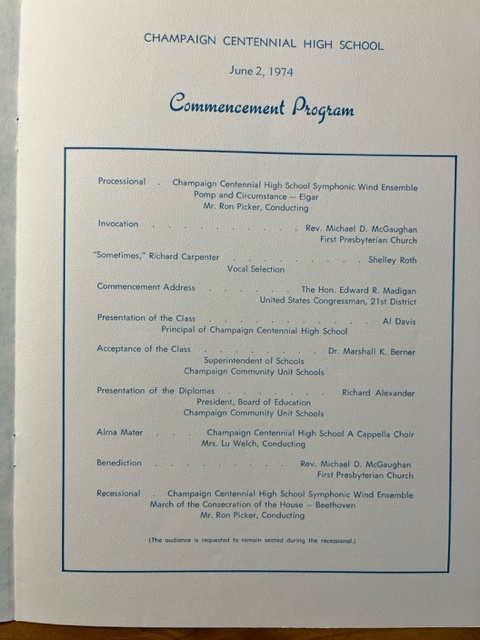 CHAMPAIGN CENTENNIAL HIGH SCHOOL
June 2, 1974
Commencement Program
Processional . Champaign Centennial High School Symphonic Wind Ensemble
Pomp and Circumstance — Elgar
Mr. Ron Picker, Conducting
Invocation . . . . . . . . . . Rev. Michael D. McGaughan
First Presbyterian Church
"Sometimes," Richard Carpenter . . . . . . . . . Shelley Roth
Vocal Selection
Commencement Address . . . . . . The Hon. Edward R. Madigan
United States Congressman, 21st District
Presentation of the Class . . . . . . . . . . . Al Davis
Principal of Champaign Centennial High School
Acceptance of the Class . . . . . . . . Dr. Marshall K. Berner
Superintendent of Schools
Champaign Community Unit Schools
Presentation of the Diplomas . . . . . . . Richard Alexander
President, Board of Education
Champaign Community Unit Schools
Alma Mater . . . Champaign Centennial High School A Cappella Choir
Mrs. Lu Welch, Conducting
Benediction . . . . . . . . . . Rev. Michael D. McGaughan
First Presbyterian Church
Recessional . Champaign Centennial High School Symphonic Wind Ensemble
March of the Consecration of the House — Beethoven
Mr. Ron Picker, Conducting
(The audience is requested to remain seated during the recessional.)